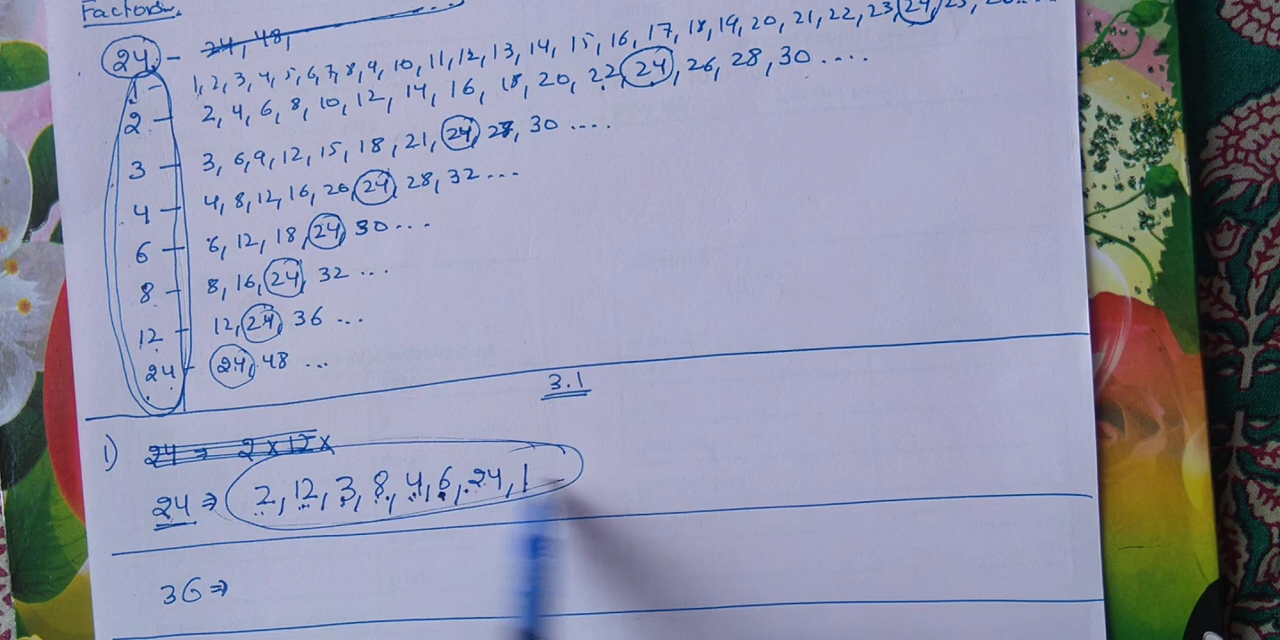 Factors.
24 - 24, 48,
1 - 1, 2, 3, 4, 5, 6, 7, 8, 9, 10, 11, 12, 13, 14, 15, 16, 17, 18, 19, 20, 21, 22, 23, 24, 25,
2 - 2, 4, 6, 8, 10, 12, 14, 16, 18, 20, 22, 24, 26, 28, 30 ....
3 - 3, 6, 9, 12, 15, 18, 21, 24, 27, 30 ....
4 - 4, 8, 12, 16, 20, 24, 28, 32 ...
6 - 6, 12, 18, 24, 30 ...
8 - 8, 16, 24, 32 ...
12 - 12, 24, 36 ...
24 - 24, 48 ...
3.1
1) 24 ⇒ 2 × 12 ×
24 ⇒ 2, 12, 3, 8, 4, 6, 24, 1
36 ⇒